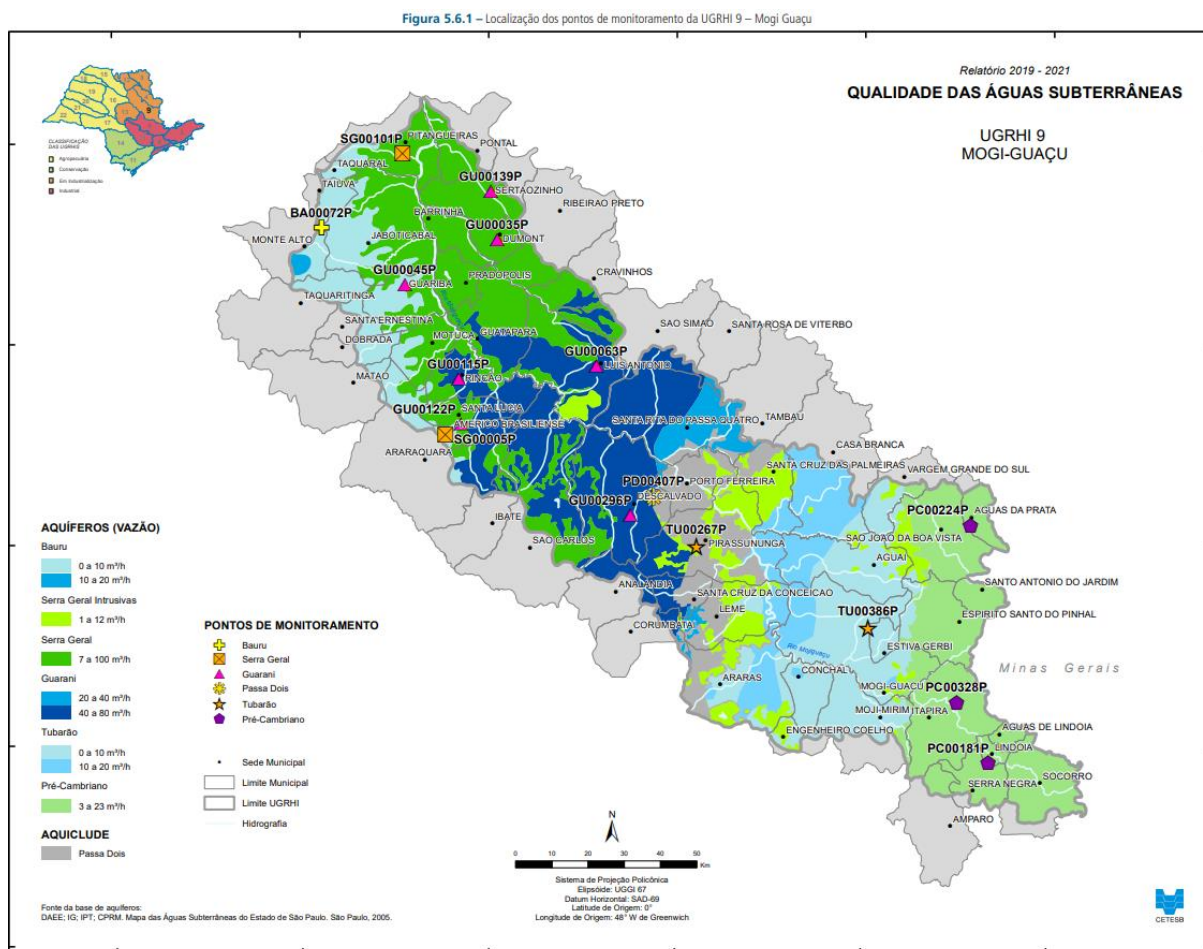 Figura 5.6.1 – Localização dos pontos de monitoramento da UGRHI 9 – Mogi Guaçu
Relatório 2019 - 2021
QUALIDADE DAS ÁGUAS SUBTERRÂNEAS
UGRHI 9
MOGI-GUAÇU
CLASSIFICAÇÃO
DAS UGRHIS
Agropecuária
Conservação
Em industrialização
Industrial
SG00101P
PITANGUEIRAS
PONTAL
TAQUARAL
TAIUVA
GU00139P
SERTAOZINHO
RIBEIRAO PRETO
BA00072P
BARRINHA
GU00035P
DUMONT
MONTE ALTO
JABOTICABAL
GU00045P
GUARIBA
PRADOPOLIS
CRAVINHOS
TAQUARITINGA
SANTA ERNESTINA
DOBRADA
MOTUCA
GUATAPARA
SAO SIMAO
SANTA ROSA DE VITERBO
GU00063P
LUIS ANTONIO
MATAO
GU00115P
RINCAO
GU00122P
SANTA LUCIA
AMERICO BRASILIENSE
SG00005P
SANTA RITA DO PASSA QUATRO
TAMBAU
ARARAQUARA
CASA BRANCA
SANTA CRUZ DAS PALMEIRAS
VARGEM GRANDE DO SUL
PD00407P
PORTO FERREIRA
GU00296P
DESCALVADO
PC00224P
AGUAS DA PRATA
IBATE
TU00267P
PIRASSUNUNGA
SAO JOAO DA BOA VISTA
SAO CARLOS
AGUAI
ANALANDIA
SANTA CRUZ DA CONCEICAO
SANTO ANTONIO DO JARDIM
LEME
TU00386P
ESPIRITO SANTO DO PINHAL
CORUMBATAI
Rio Mojiguacu
ESTIVA GERBI
Minas Gerais
ARARAS
CONCHAL
MOGI-GUACU
PC00328P
MOJI-MIRIM
ITAPIRA
ENGENHEIRO COELHO
AGUAS DE LINDOIA
PC00181P
LINDOIA
SERRA NEGRA
SOCORRO
AMPARO
AQUÍFEROS (VAZÃO)
Bauru
0 a 10 m³/h
10 a 20 m³/h
Serra Geral Intrusivas
1 a 12 m³/h
Serra Geral
7 a 100 m³/h
Guarani
20 a 40 m³/h
40 a 80 m³/h
Tubarão
0 a 10 m³/h
10 a 20 m³/h
Pré-Cambriano
3 a 23 m³/h
AQUICLUDE
Passa Dois
PONTOS DE MONITORAMENTO
Bauru
Serra Geral
Guarani
Passa Dois
Tubarão
Pré-Cambriano
Sede Municipal
Limite Municipal
Limite UGRHI
Hidrografia
N
0 10 20 30 40 50
Km
Sistema de Projeção Policônica
Elipsóide: UGGI 67
Datum Horizontal: SAD-69
Latitude de Origem: 0°
Longitude de Origem: 48° W de Greenwich
Fonte da base de aquíferos:
DAEE; IG; IPT; CPRM. Mapa das Águas Subterrâneas do Estado de São Paulo. São Paulo, 2005.
CETESB